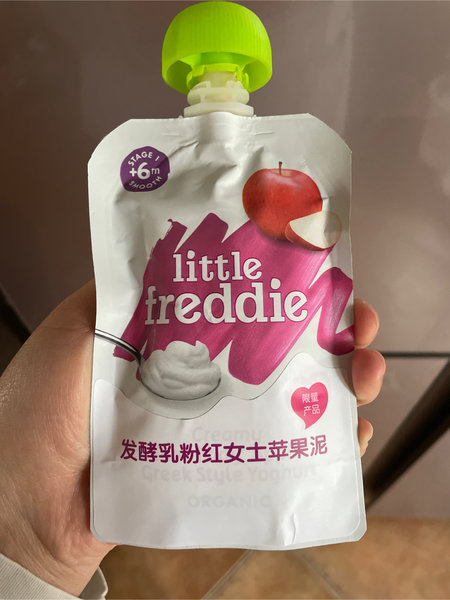 STAGE 1
+6m
SMOOTH
little
freddie
限量
产品
Creamy
发酵乳粉红女士苹果泥
Greek Style Yoghurt
ORGANIC